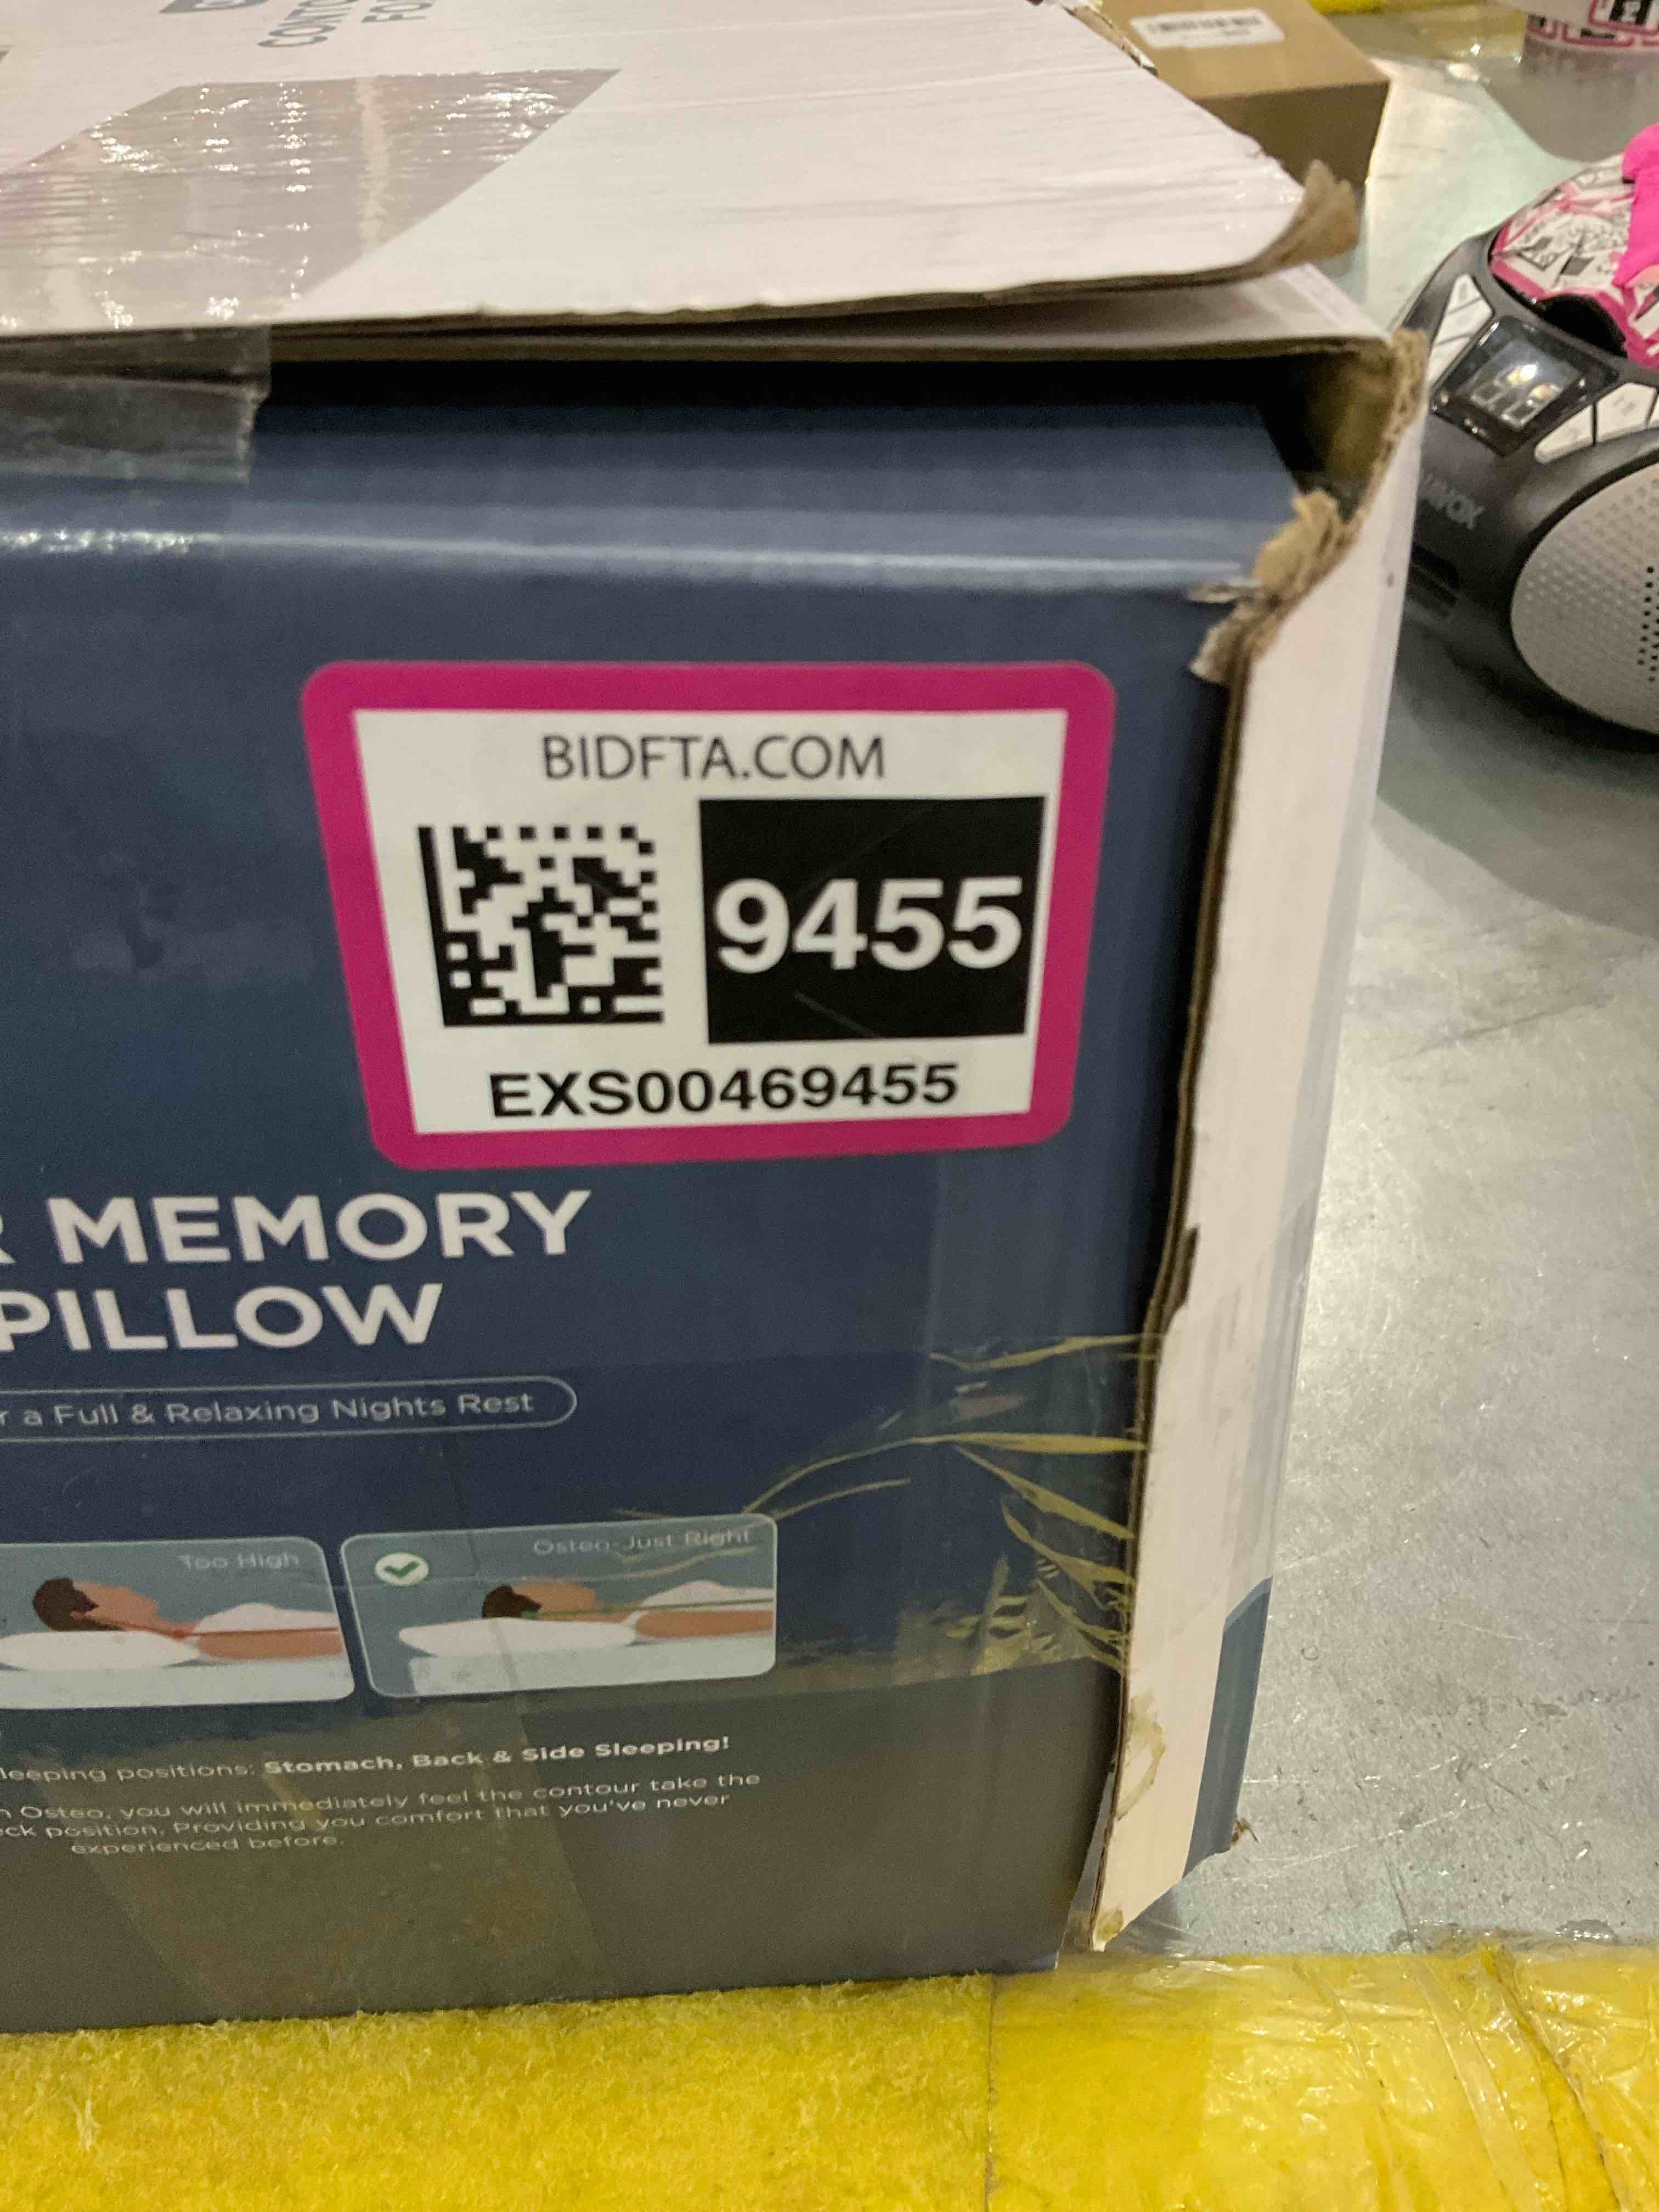 CONTO
FO
BIDFTA.COM
9455
EXS00469455
R MEMORY
PILLOW
r a Full & Relaxing Nights Rest
Too High
Osteo-Just Right
leeping positions: Stomach, Back & Side Sleeping!
n Osteo, you will immediately feel the contour take the
ck position. Providing you comfort that you've never
experienced before.